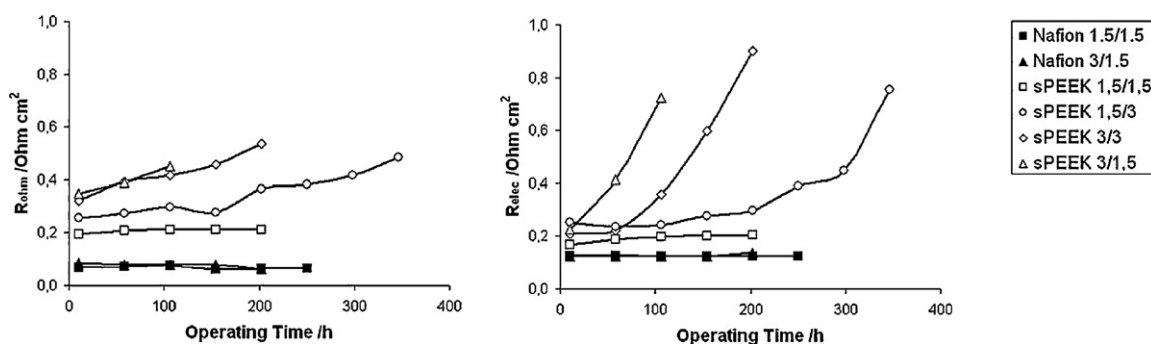 1,0
0,8
0,6
0,4
0,2
0,0
R_ohm /Ohm cm²
0 100 200 300 400
Operating Time /h
1,0
0,8
0,6
0,4
0,2
0,0
R_elec /Ohm cm²
0 100 200 300 400
Operating Time /h
Nafion 1.5/1.5
Nafion 3/1.5
sPEEK 1,5/1,5
sPEEK 1,5/3
sPEEK 3/3
sPEEK 3/1,5